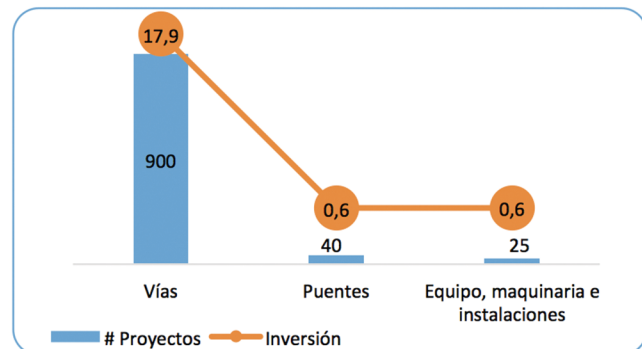 17,9
900
0,6
0,6
40
25
Vías
Puentes
Equipo, maquinaria e
instalaciones
# Proyectos
Inversión